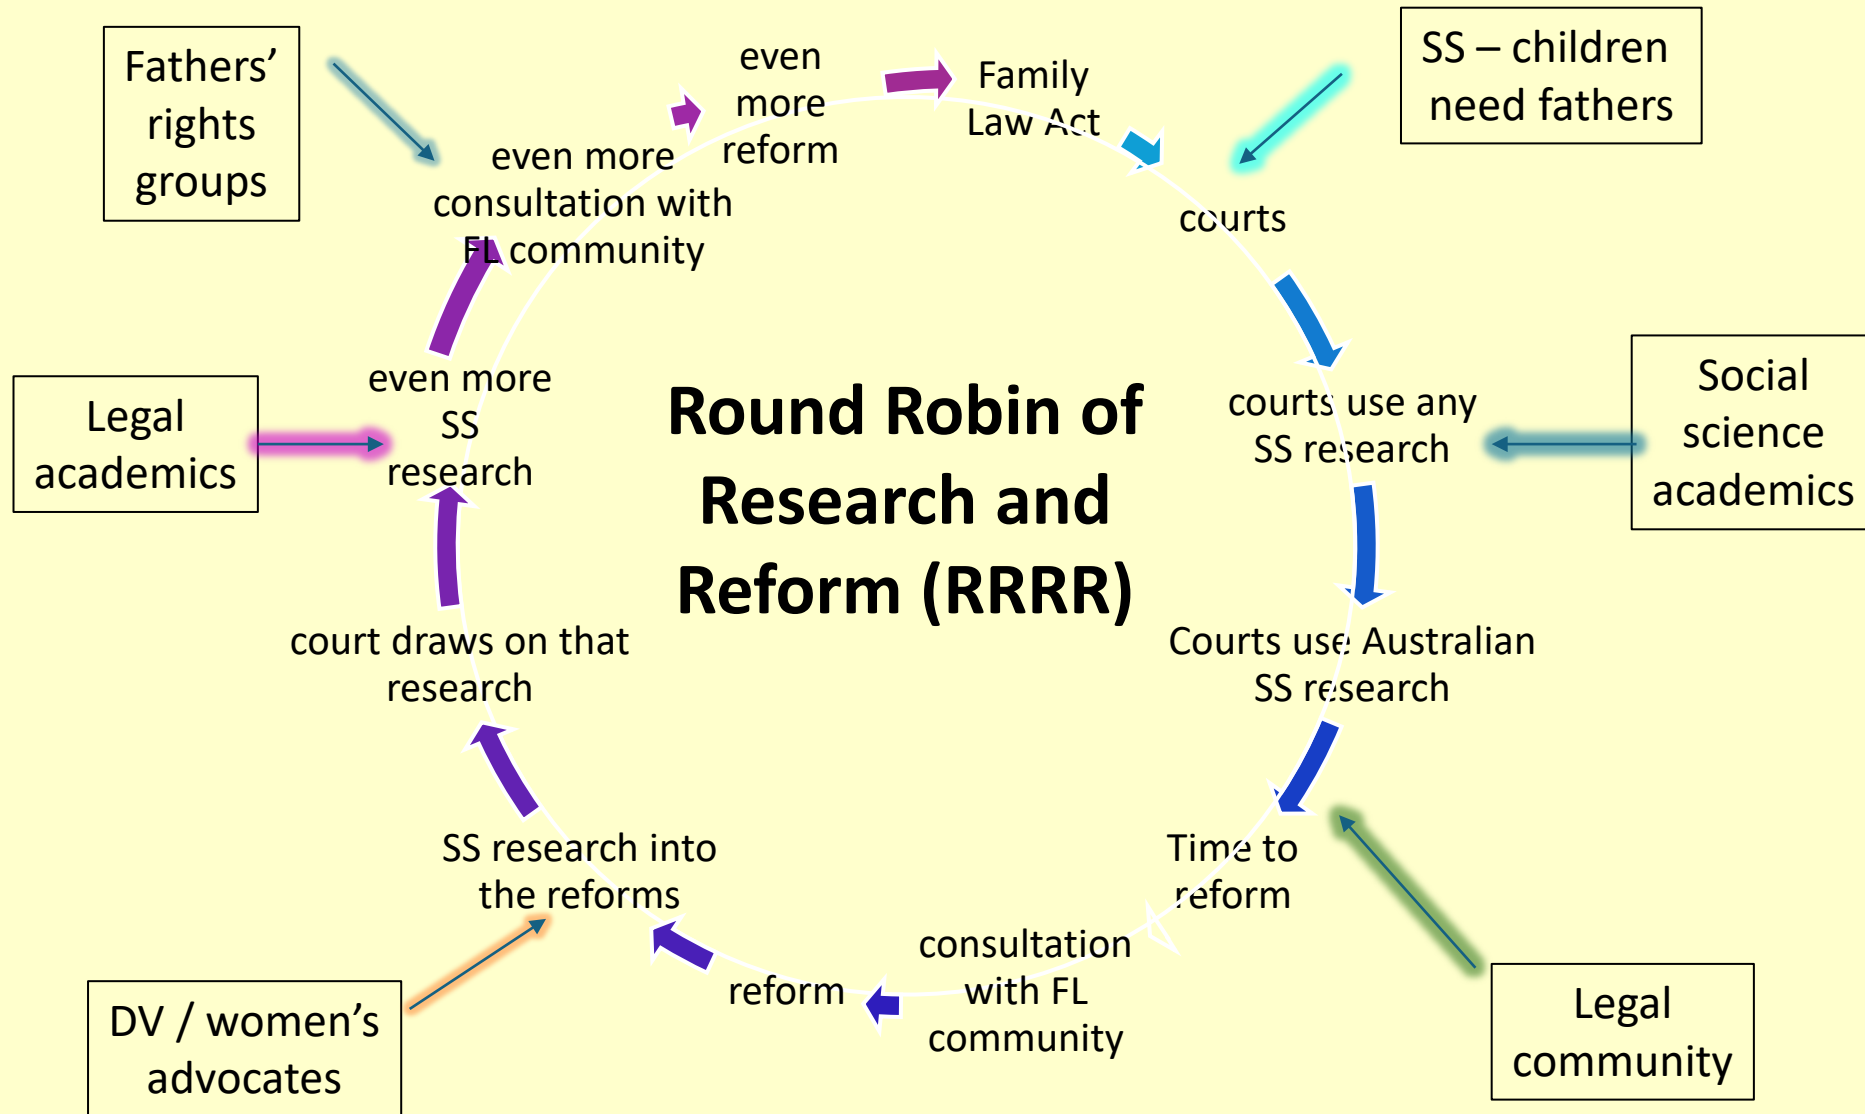 Fathers’
rights
groups
SS – children
need fathers
even
more
reform
Family
Law Act
courts
courts use any
SS research
Courts use Australian
SS research
Time to
reform
consultation
with FL
community
reform
SS research into
the reforms
court draws on that
research
even more
SS
research
even more
consultation with
FL community
Round Robin of
Research and
Reform (RRRR)
Legal
academics
Social
science
academics
DV / women’s
advocates
Legal
community